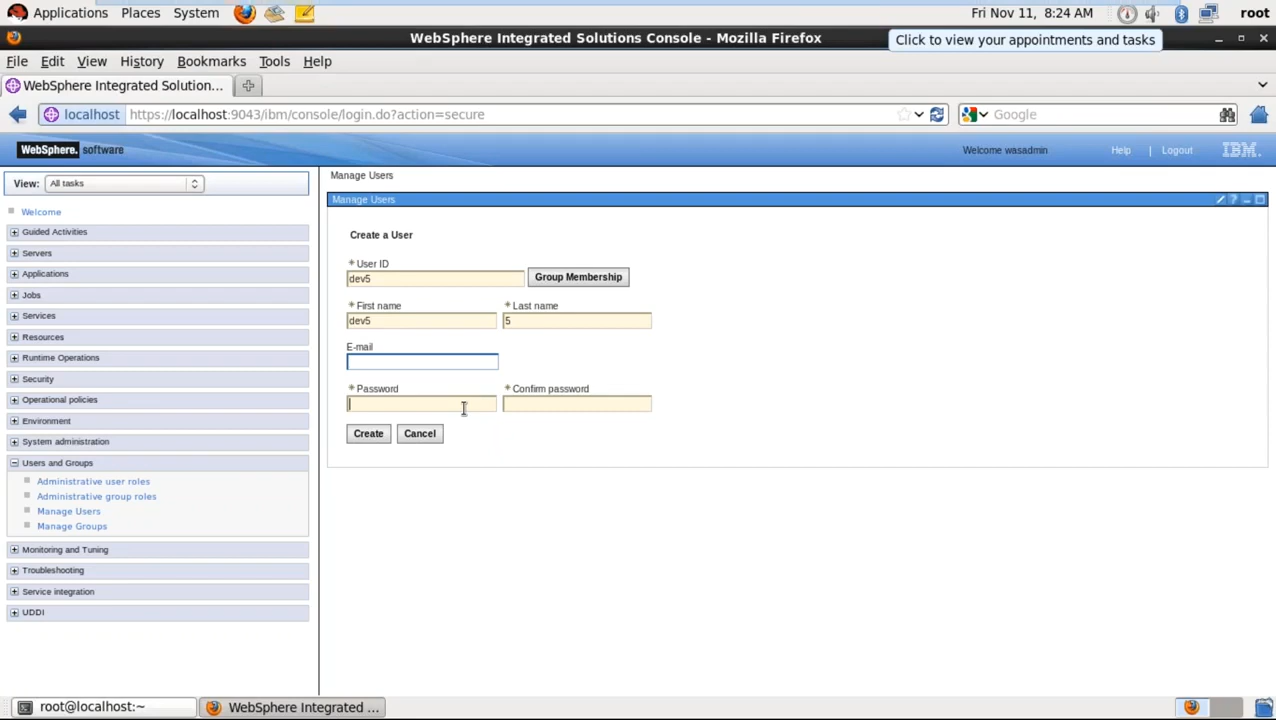 Applications Places System Fri Nov 11, 8:24 AM root
WebSphere Integrated Solutions Console - Mozilla Firefox
Click to view your appointments and tasks
File Edit View History Bookmarks Tools Help
WebSphere Integrated Solution...
localhost https://localhost:9043/ibm/console/login.do?action=secure Google
WebSphere. software Welcome wasadmin Help | Logout IBM.
View: All tasks
Welcome
Guided Activities
Servers
Applications
Jobs
Services
Resources
Runtime Operations
Security
Operational policies
Environment
System administration
Users and Groups
Administrative user roles
Administrative group roles
Manage Users
Manage Groups
Monitoring and Tuning
Troubleshooting
Service integration
UDDI
Manage Users
Manage Users ?
Create a User
* User ID
dev5 Group Membership
* First name * Last name
dev5 5
E-mail
* Password * Confirm password
Create Cancel
root@localhost:~ WebSphere Integrated ...